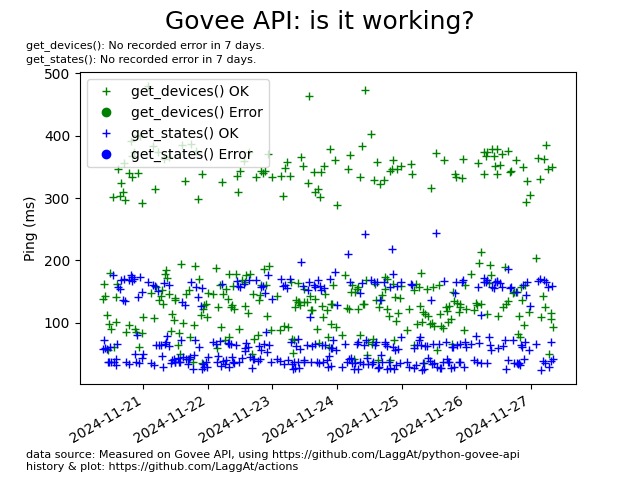 Govee API: is it working?
get_devices(): No recorded error in 7 days.
get_states(): No recorded error in 7 days.
500
400
300
200
100
Ping (ms)
get_devices() OK
get_devices() Error
get_states() OK
get_states() Error
2024-11-21
2024-11-22
2024-11-23
2024-11-24
2024-11-25
2024-11-26
2024-11-27
data source: Measured on Govee API, using https://github.com/LaggAt/python-govee-api
history & plot: https://github.com/LaggAt/actions